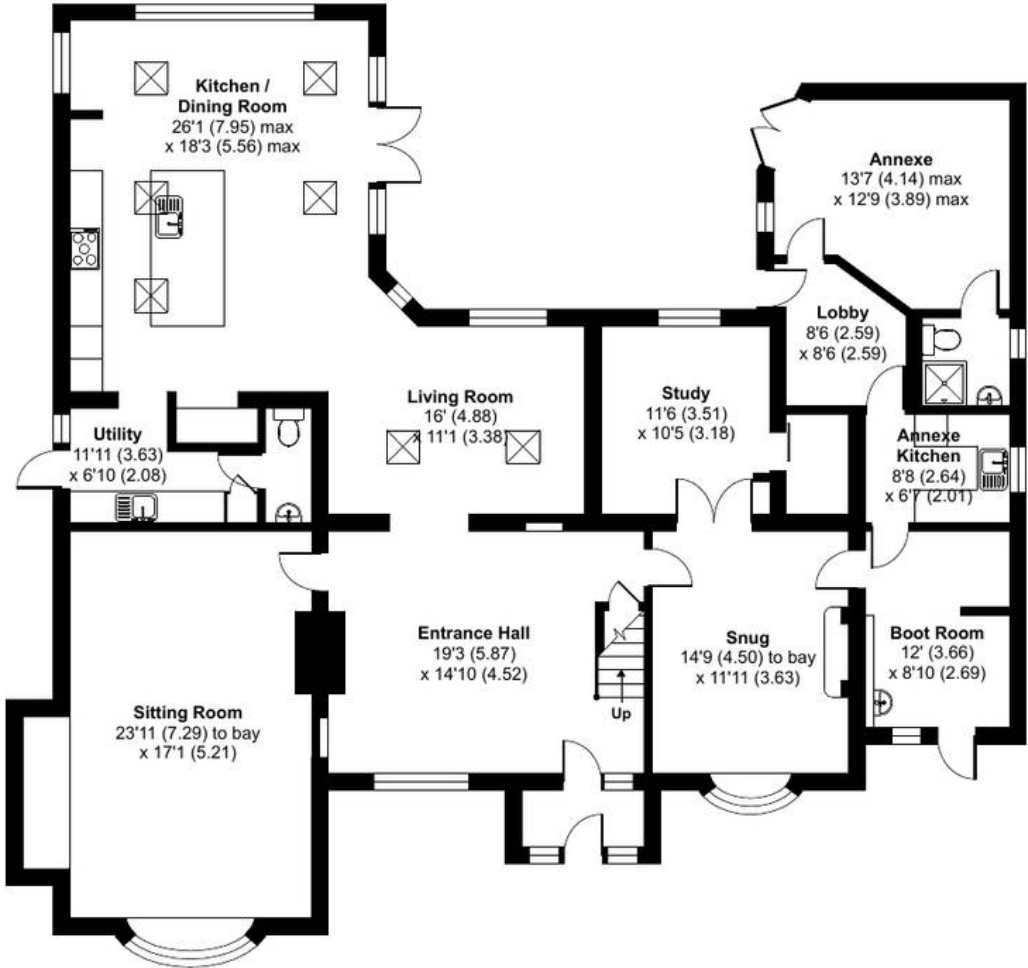 Kitchen /
Dining Room
26'1 (7.95) max
x 18'3 (5.56) max
Annexe
13'7 (4.14) max
x 12'9 (3.89) max
Lobby
8'6 (2.59)
x 8'6 (2.59)
Living Room
16' (4.88)
x 11'1 (3.38)
Study
11'6 (3.51)
x 10'5 (3.18)
Utility
11'11 (3.63)
x 6'10 (2.08)
Annexe
Kitchen
8'8 (2.64)
x 6'7 (2.01)
Entrance Hall
19'3 (5.87)
x 14'10 (4.52)
Up
Snug
14'9 (4.50) to bay
x 11'11 (3.63)
Boot Room
12' (3.66)
x 8'10 (2.69)
Sitting Room
23'11 (7.29) to bay
x 17'1 (5.21)